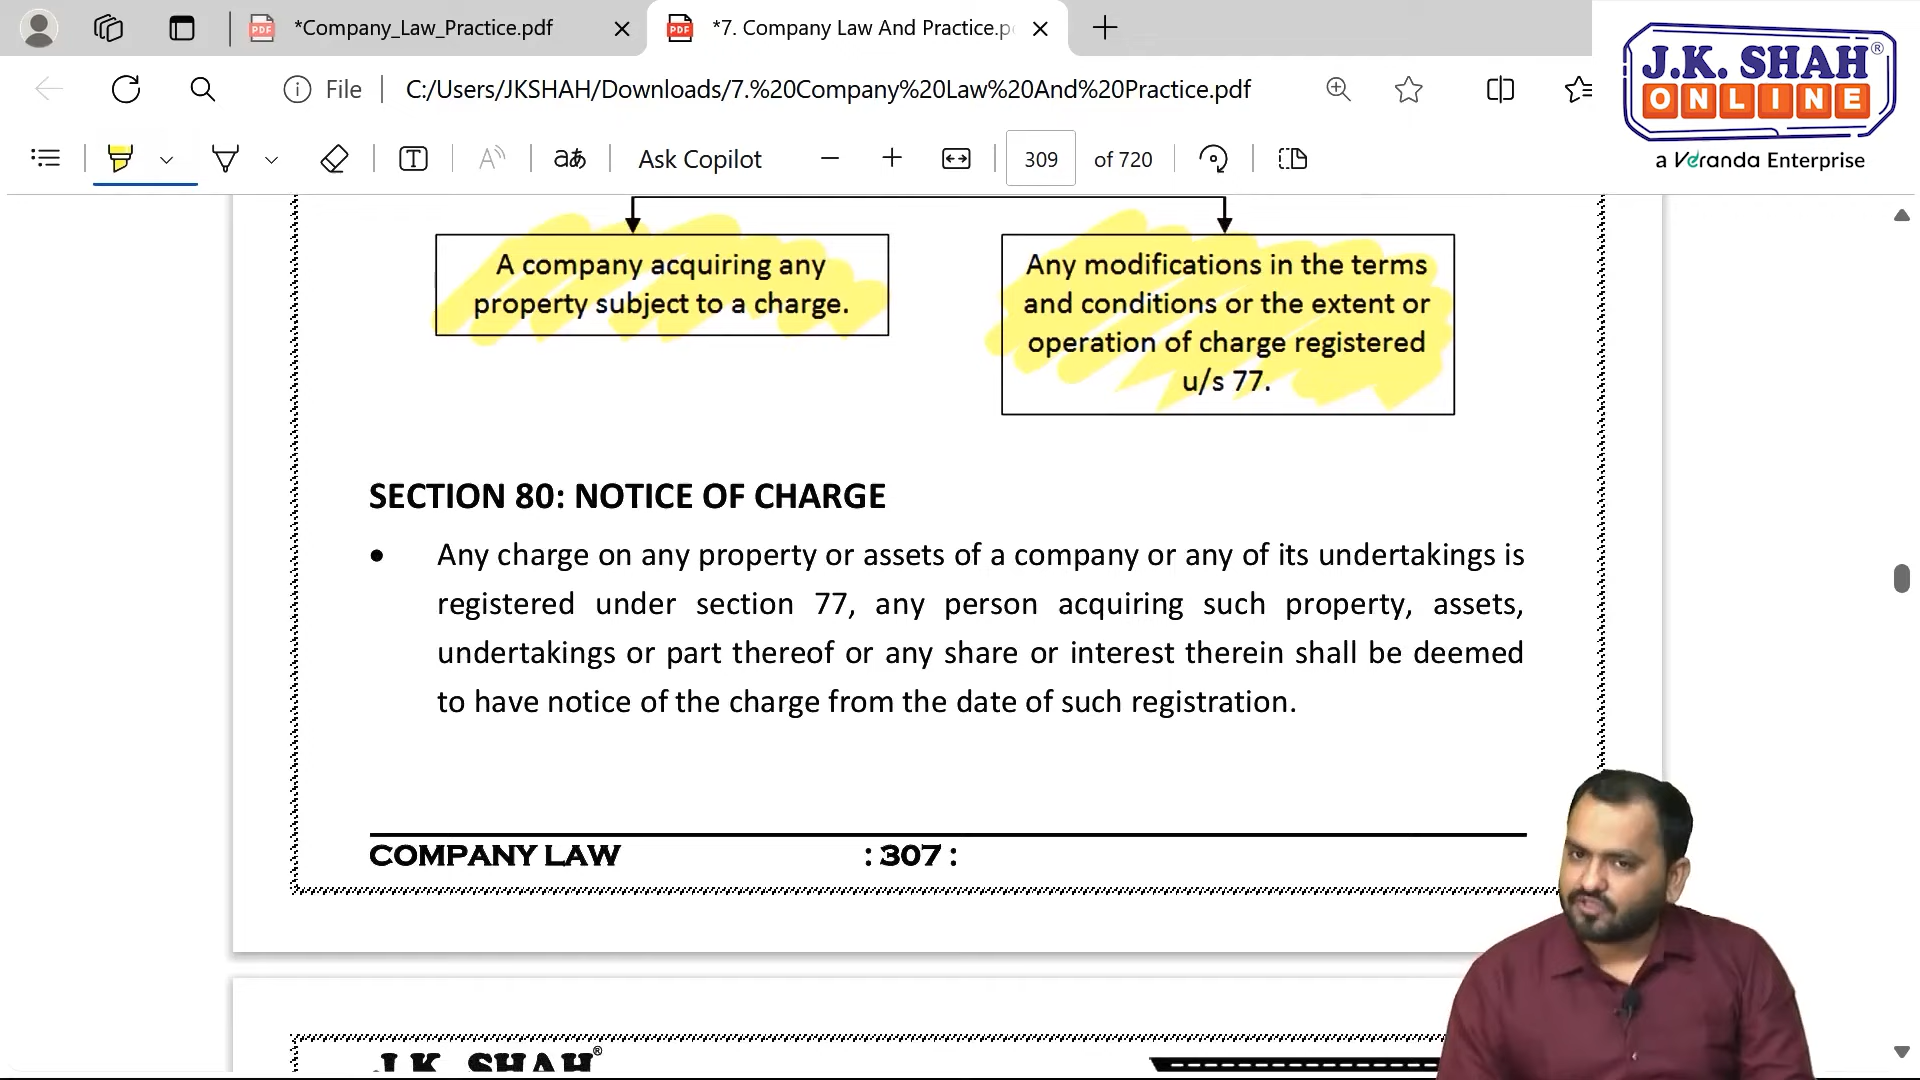 *Company_Law_Practice.pdf
*7. Company Law And Practice.p
File
C:/Users/JKSHAH/Downloads/7.%20Company%20Law%20And%20Practice.pdf
Ask Copilot
309
of 720
J.K. SHAH®
ONLINE
a Veranda Enterprise
A company acquiring any
property subject to a charge.
Any modifications in the terms
and conditions or the extent or
operation of charge registered
u/s 77.
SECTION 80: NOTICE OF CHARGE
• Any charge on any property or assets of a company or any of its undertakings is
registered under section 77, any person acquiring such property, assets,
undertakings or part thereof or any share or interest therein shall be deemed
to have notice of the charge from the date of such registration.
COMPANY LAW : 307 :
J.K. SHAH®